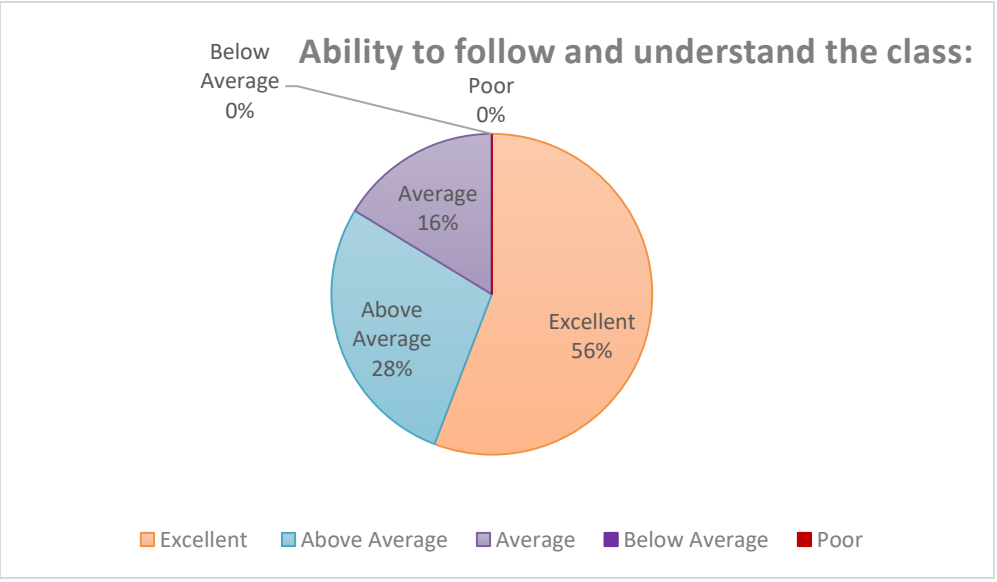 Ability to follow and understand the class:
Below
Average
0%
Poor
0%
Average
16%
Above
Average
28%
Excellent
56%
Excellent
Above Average
Average
Below Average
Poor